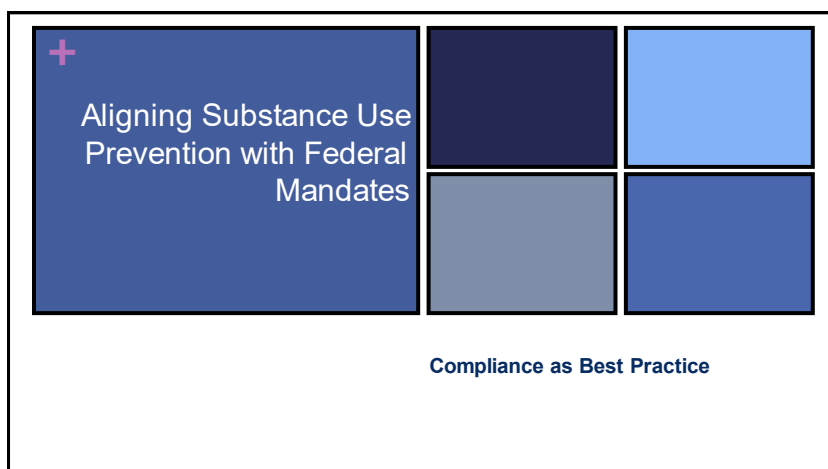 +
Aligning Substance Use
Prevention with Federal
Mandates
Compliance as Best Practice